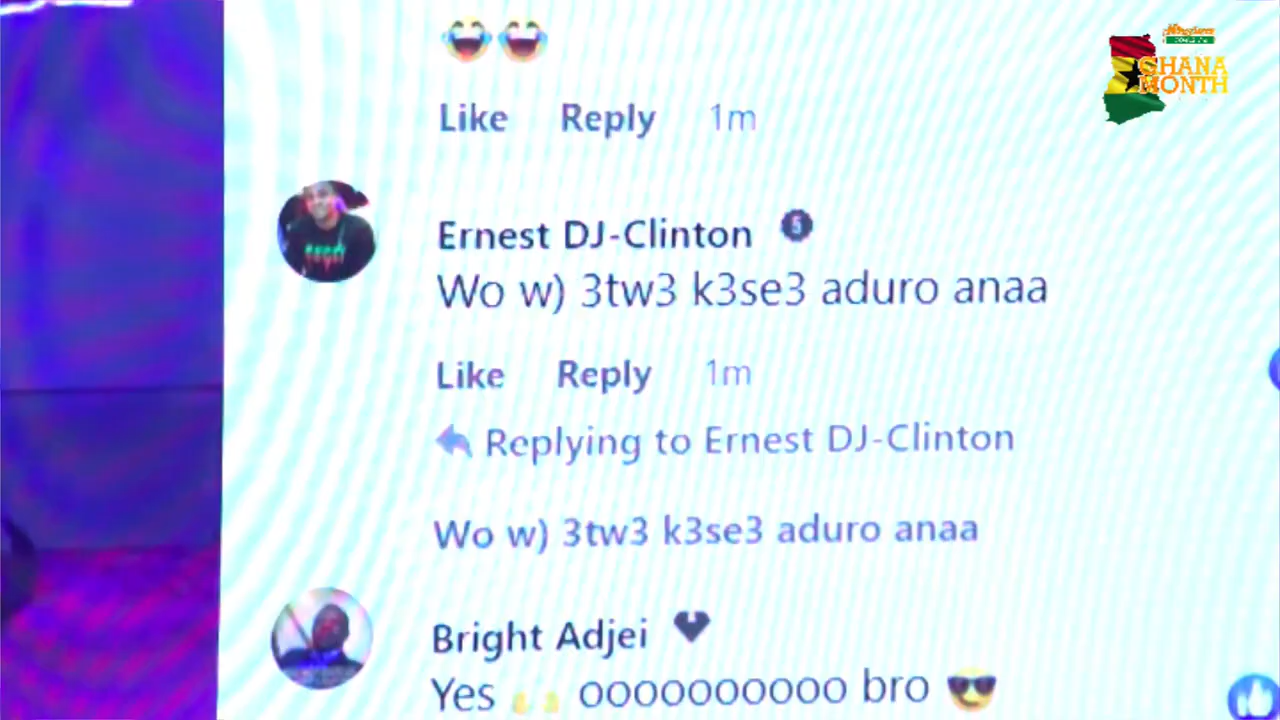 GHANA
MONTH
Like Reply 1m
Ernest DJ-Clinton 5
Wo w) 3tw3 k3se3 aduro anaa
Like Reply 1m
Replying to Ernest DJ-Clinton
Wo w) 3tw3 k3se3 aduro anaa
Bright Adjei
Yes oooooooooo bro